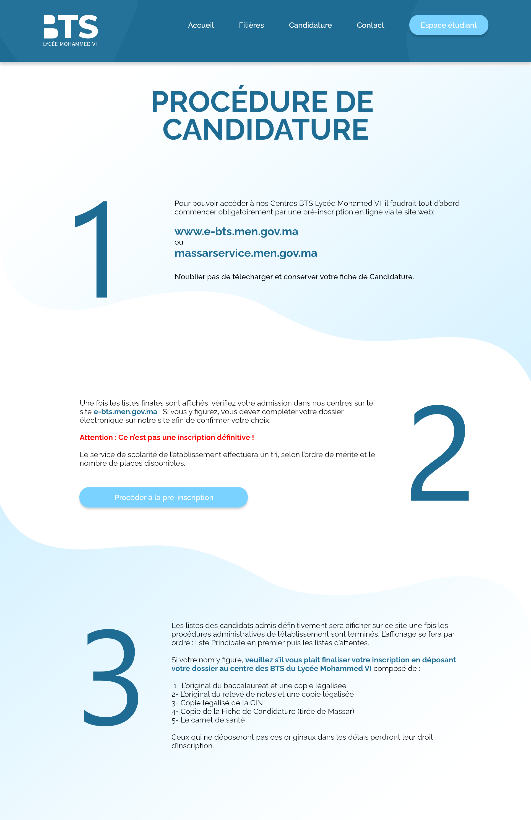 BTS
LYCÉE MOHAMMED VI
Accueil
Filières
Candidature
Contact
Espace étudiant
PROCÉDURE DE
CANDIDATURE
1
Pour pouvoir accéder à nos Centres BTS Lycée Mohamed VI il faudrait tout d'abord
commencer obligatoirement par une pré-inscription en ligne via le site web:
www.e-bts.men.gov.ma
ou
massarservice.men.gov.ma
N'oublier pas de télécharger et conserver votre fiche de Candidature.
Une fois les listes finales sont affichés, vérifiez votre admission dans nos centres sur le
site e-bts.men.gov.ma . Si vous y figurez, vous devez compléter votre dossier
électronique sur notre site afin de confirmer votre choix.
Attention : Ce n'est pas une inscription définitive !
Le service de scolarité de l'établissement effectuera un tri, selon l'ordre de mérite et le
nombre de places disponibles.
Procéder à la pré-inscription
2
3
Les listes des candidats admis définitivement sera afficher sur ce site une fois les
procédures administratives de l'établissement sont terminés. L'affichage se fera par
ordre : Liste Principale en premier puis les listes d'attentes.
Si votre nom y figure, veuillez s'il vous plait finaliser votre inscription en déposant
votre dossier au centre des BTS du Lycée Mohammed VI composé de :
1- L'original du baccalauréat et une copie légalisée
2- L'original du relevé de notes et une copie légalisée
3- Copie légalisé de la CIN
4- Copie de la Fiche de Candidature (tirée de Massar)
5- Le carnet de santé
Ceux qui ne déposeront pas ces originaux dans les délais perdront leur droit
d'inscription.